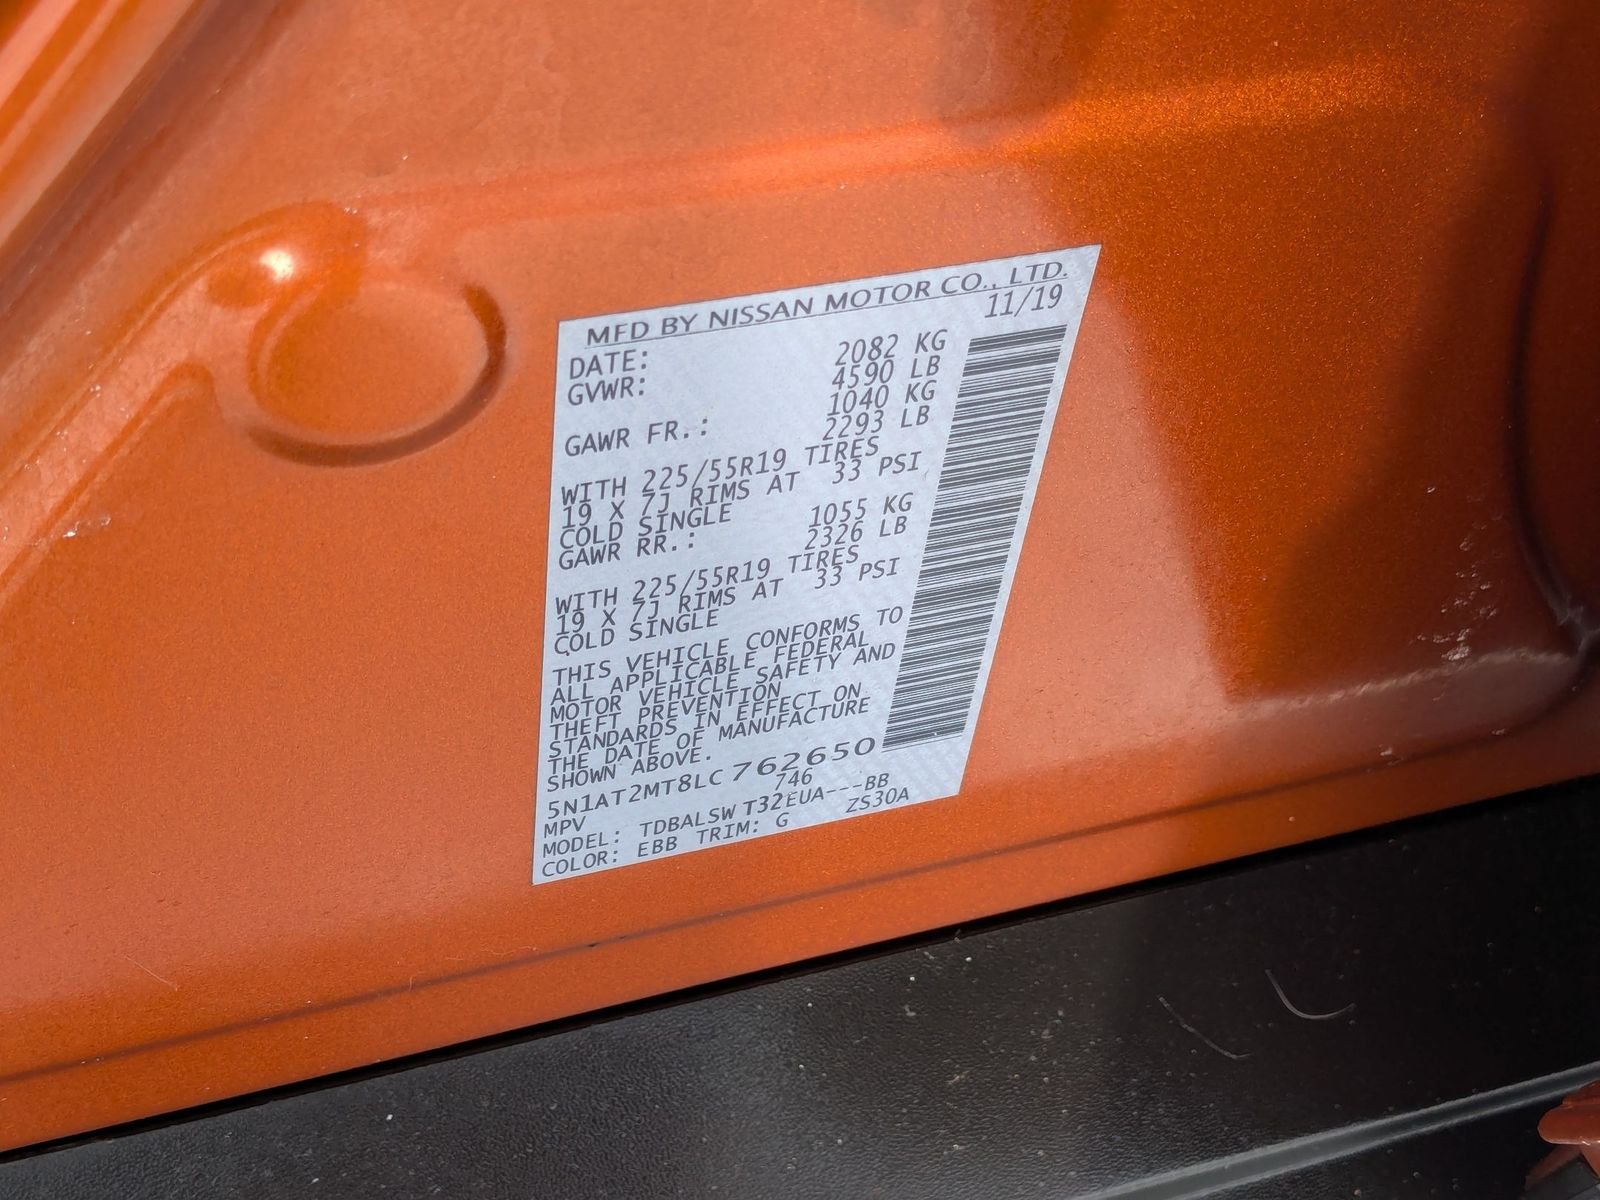 MFD BY NISSAN MOTOR CO., LTD.
DATE: 11/19
GVWR: 2082 KG
4590 LB
GAWR FR.: 1040 KG
2293 LB
WITH 225/55R19 TIRES
19 X 7J RIMS AT 33 PSI
COLD SINGLE
GAWR RR.: 1055 KG
2326 LB
WITH 225/55R19 TIRES
19 X 7J RIMS AT 33 PSI
COLD SINGLE
THIS VEHICLE CONFORMS TO
ALL APPLICABLE FEDERAL
MOTOR VEHICLE SAFETY AND
THEFT PREVENTION
STANDARDS IN EFFECT ON
THE DATE OF MANUFACTURE
SHOWN ABOVE.
5N1AT2MT8LC762650
MPV 746
MODEL: TDBALSWT32EUA---BB
COLOR: EBB TRIM: G ZS30A